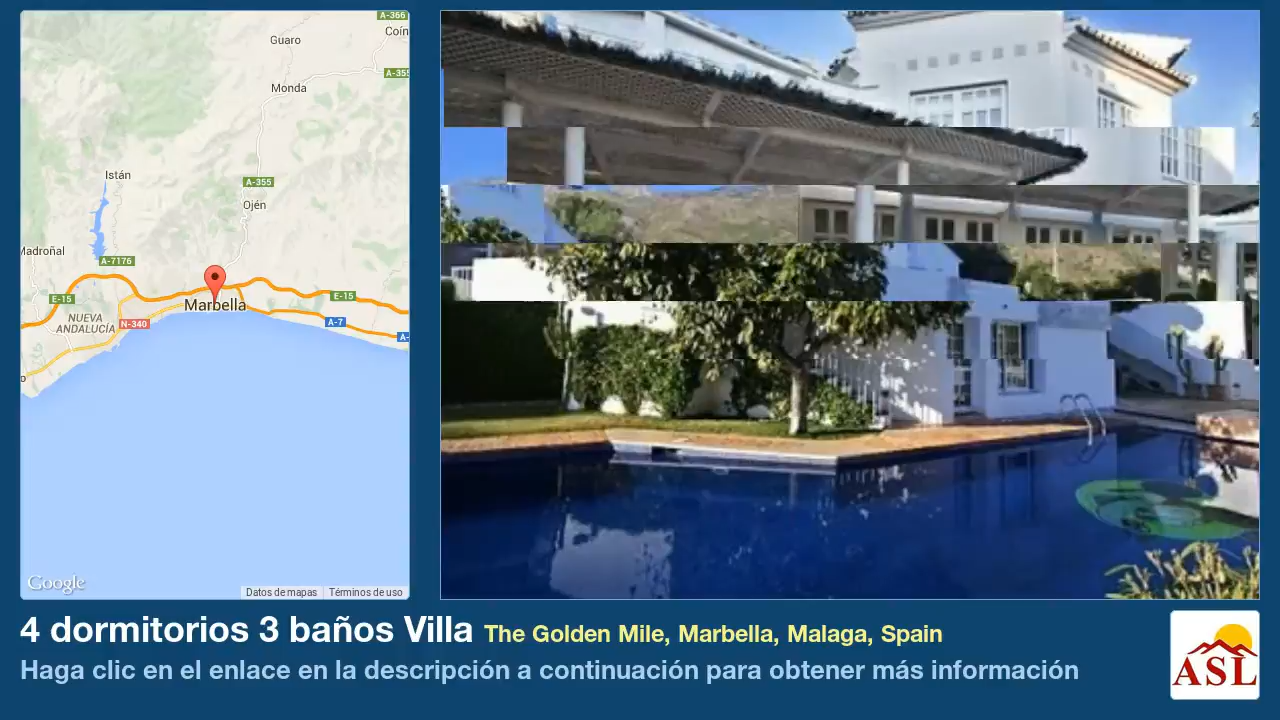 A-366
Guaro
Coín
A-355
Monda
Istán
A-355
Ojén
Madroñal
A-7176
E-15
E-15
Marbella
NUEVA
ANDALUCÍA
N-340
A-7
A-
o
Google
Datos de mapas
Términos de uso
4 dormitorios 3 baños Villa The Golden Mile, Marbella, Malaga, Spain
Haga clic en el enlace en la descripción a continuación para obtener más información
ASL